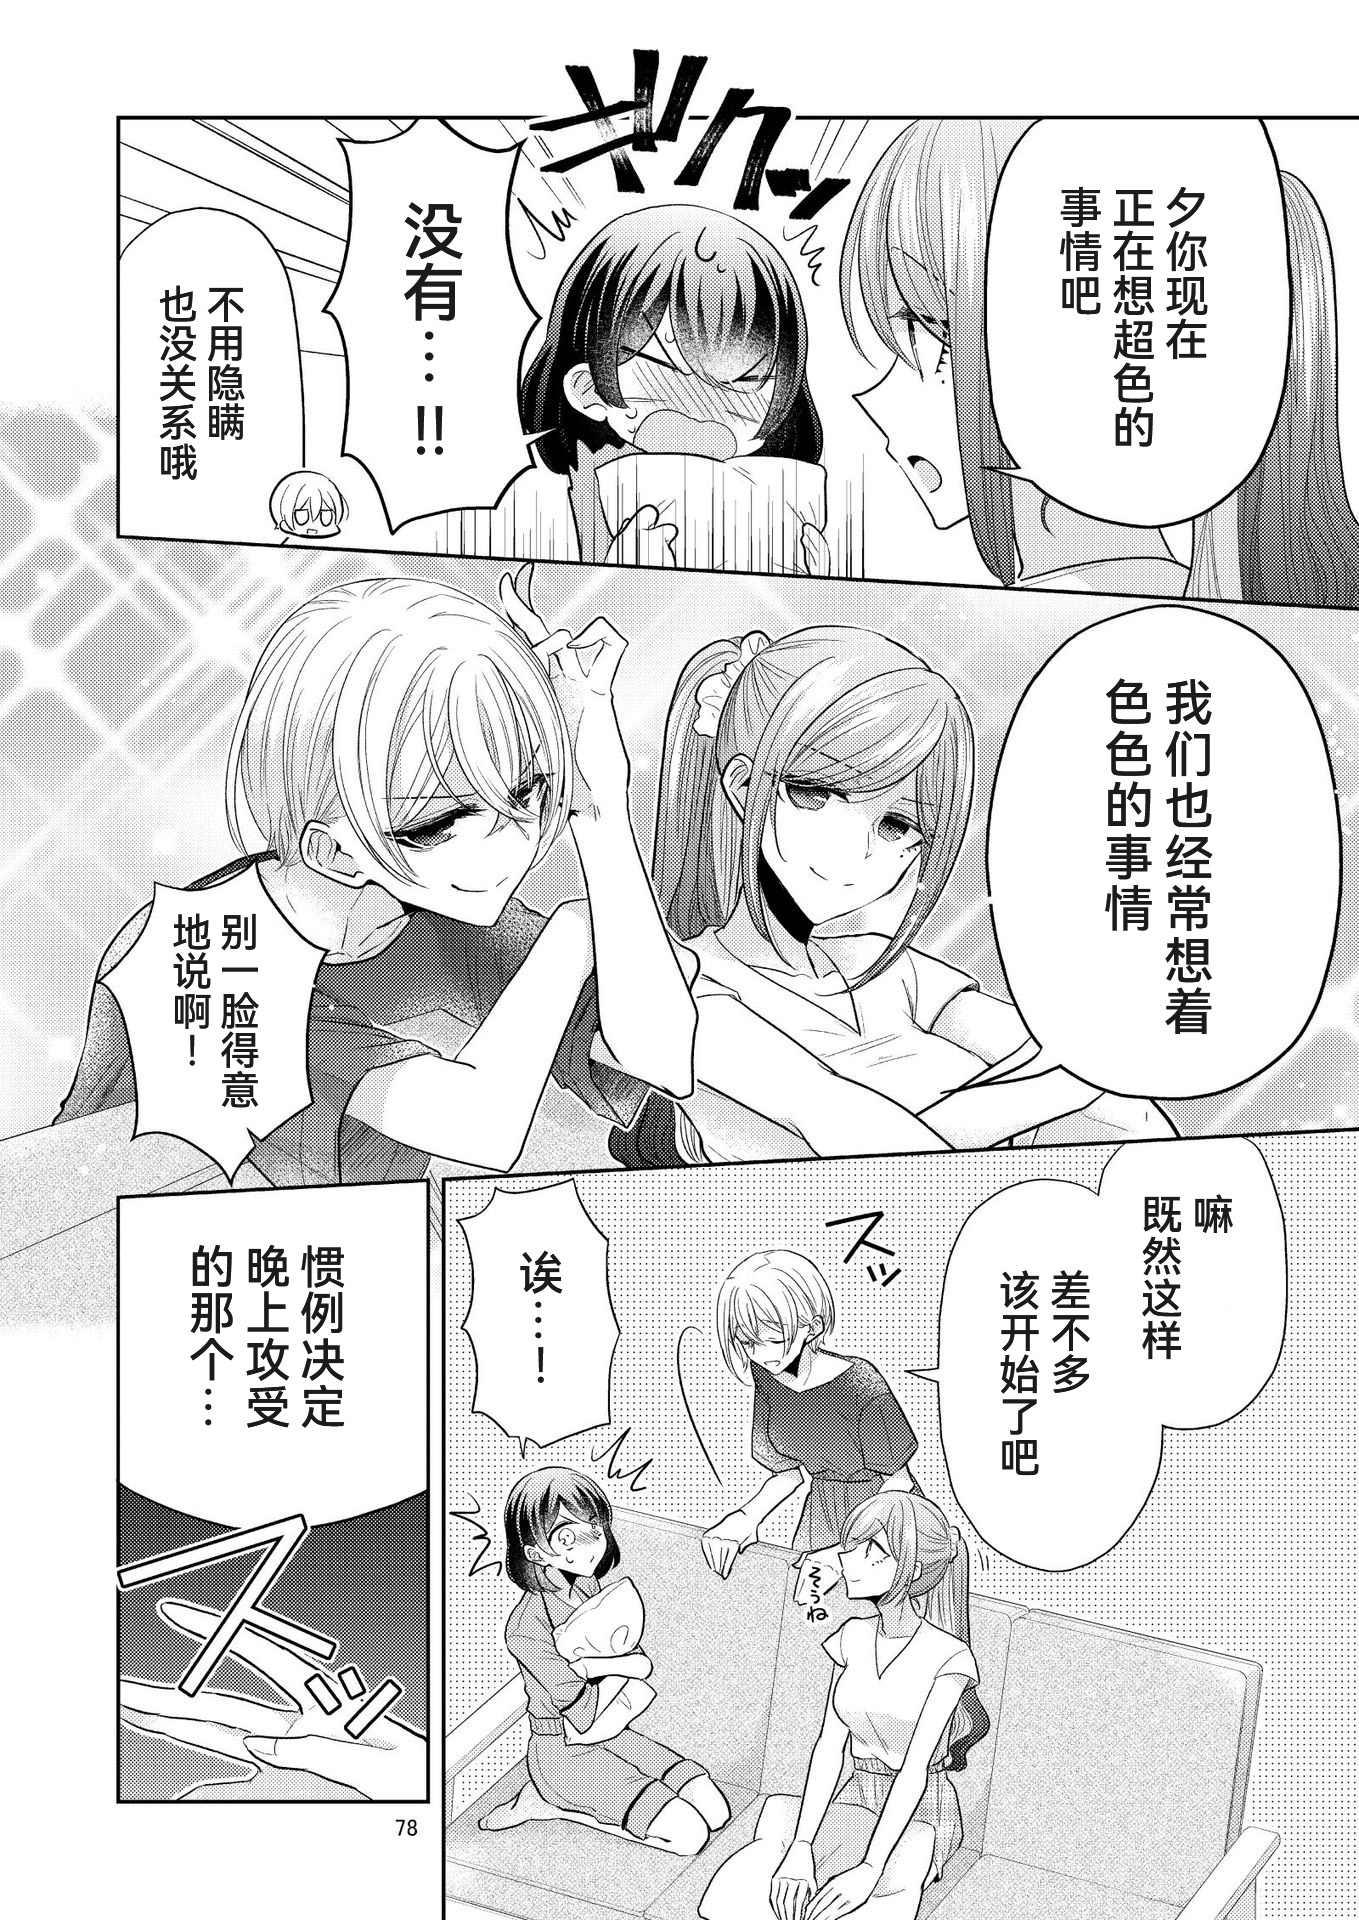 夕你现在
正在想超色的
事情吧
ギクッ
没有…!!
不用隐瞒
也没关系哦
我们也经常想着
色色的事情
别一脸得意
地说啊!
嘛
既然这样
差不多
该开始了吧
スッ
诶…!
そうね
惯例决定
晚上攻受
的那个…
スッ
78